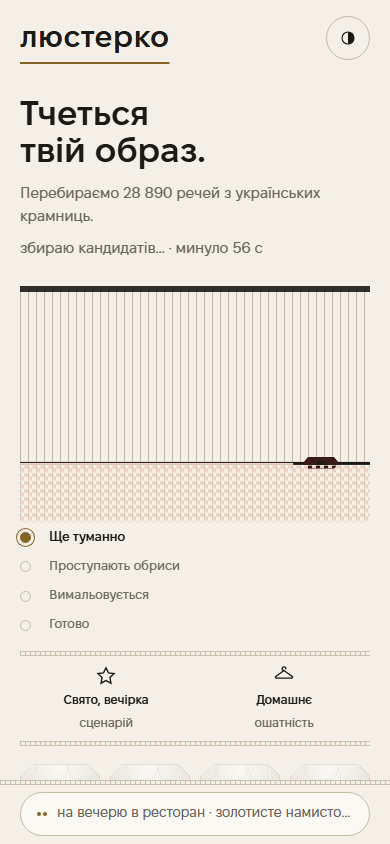 люстерко
Тчеться
твій образ.
Перебираємо 28 890 речей з українських
крамниць.
збираю кандидатів... · минуло 56 с
Ще туманно
Проступають обриси
Вимальовується
Готово
Свято, вечірка
сценарій
Домашнє
ошатність
на вечерю в ресторан · золотисте намисто...